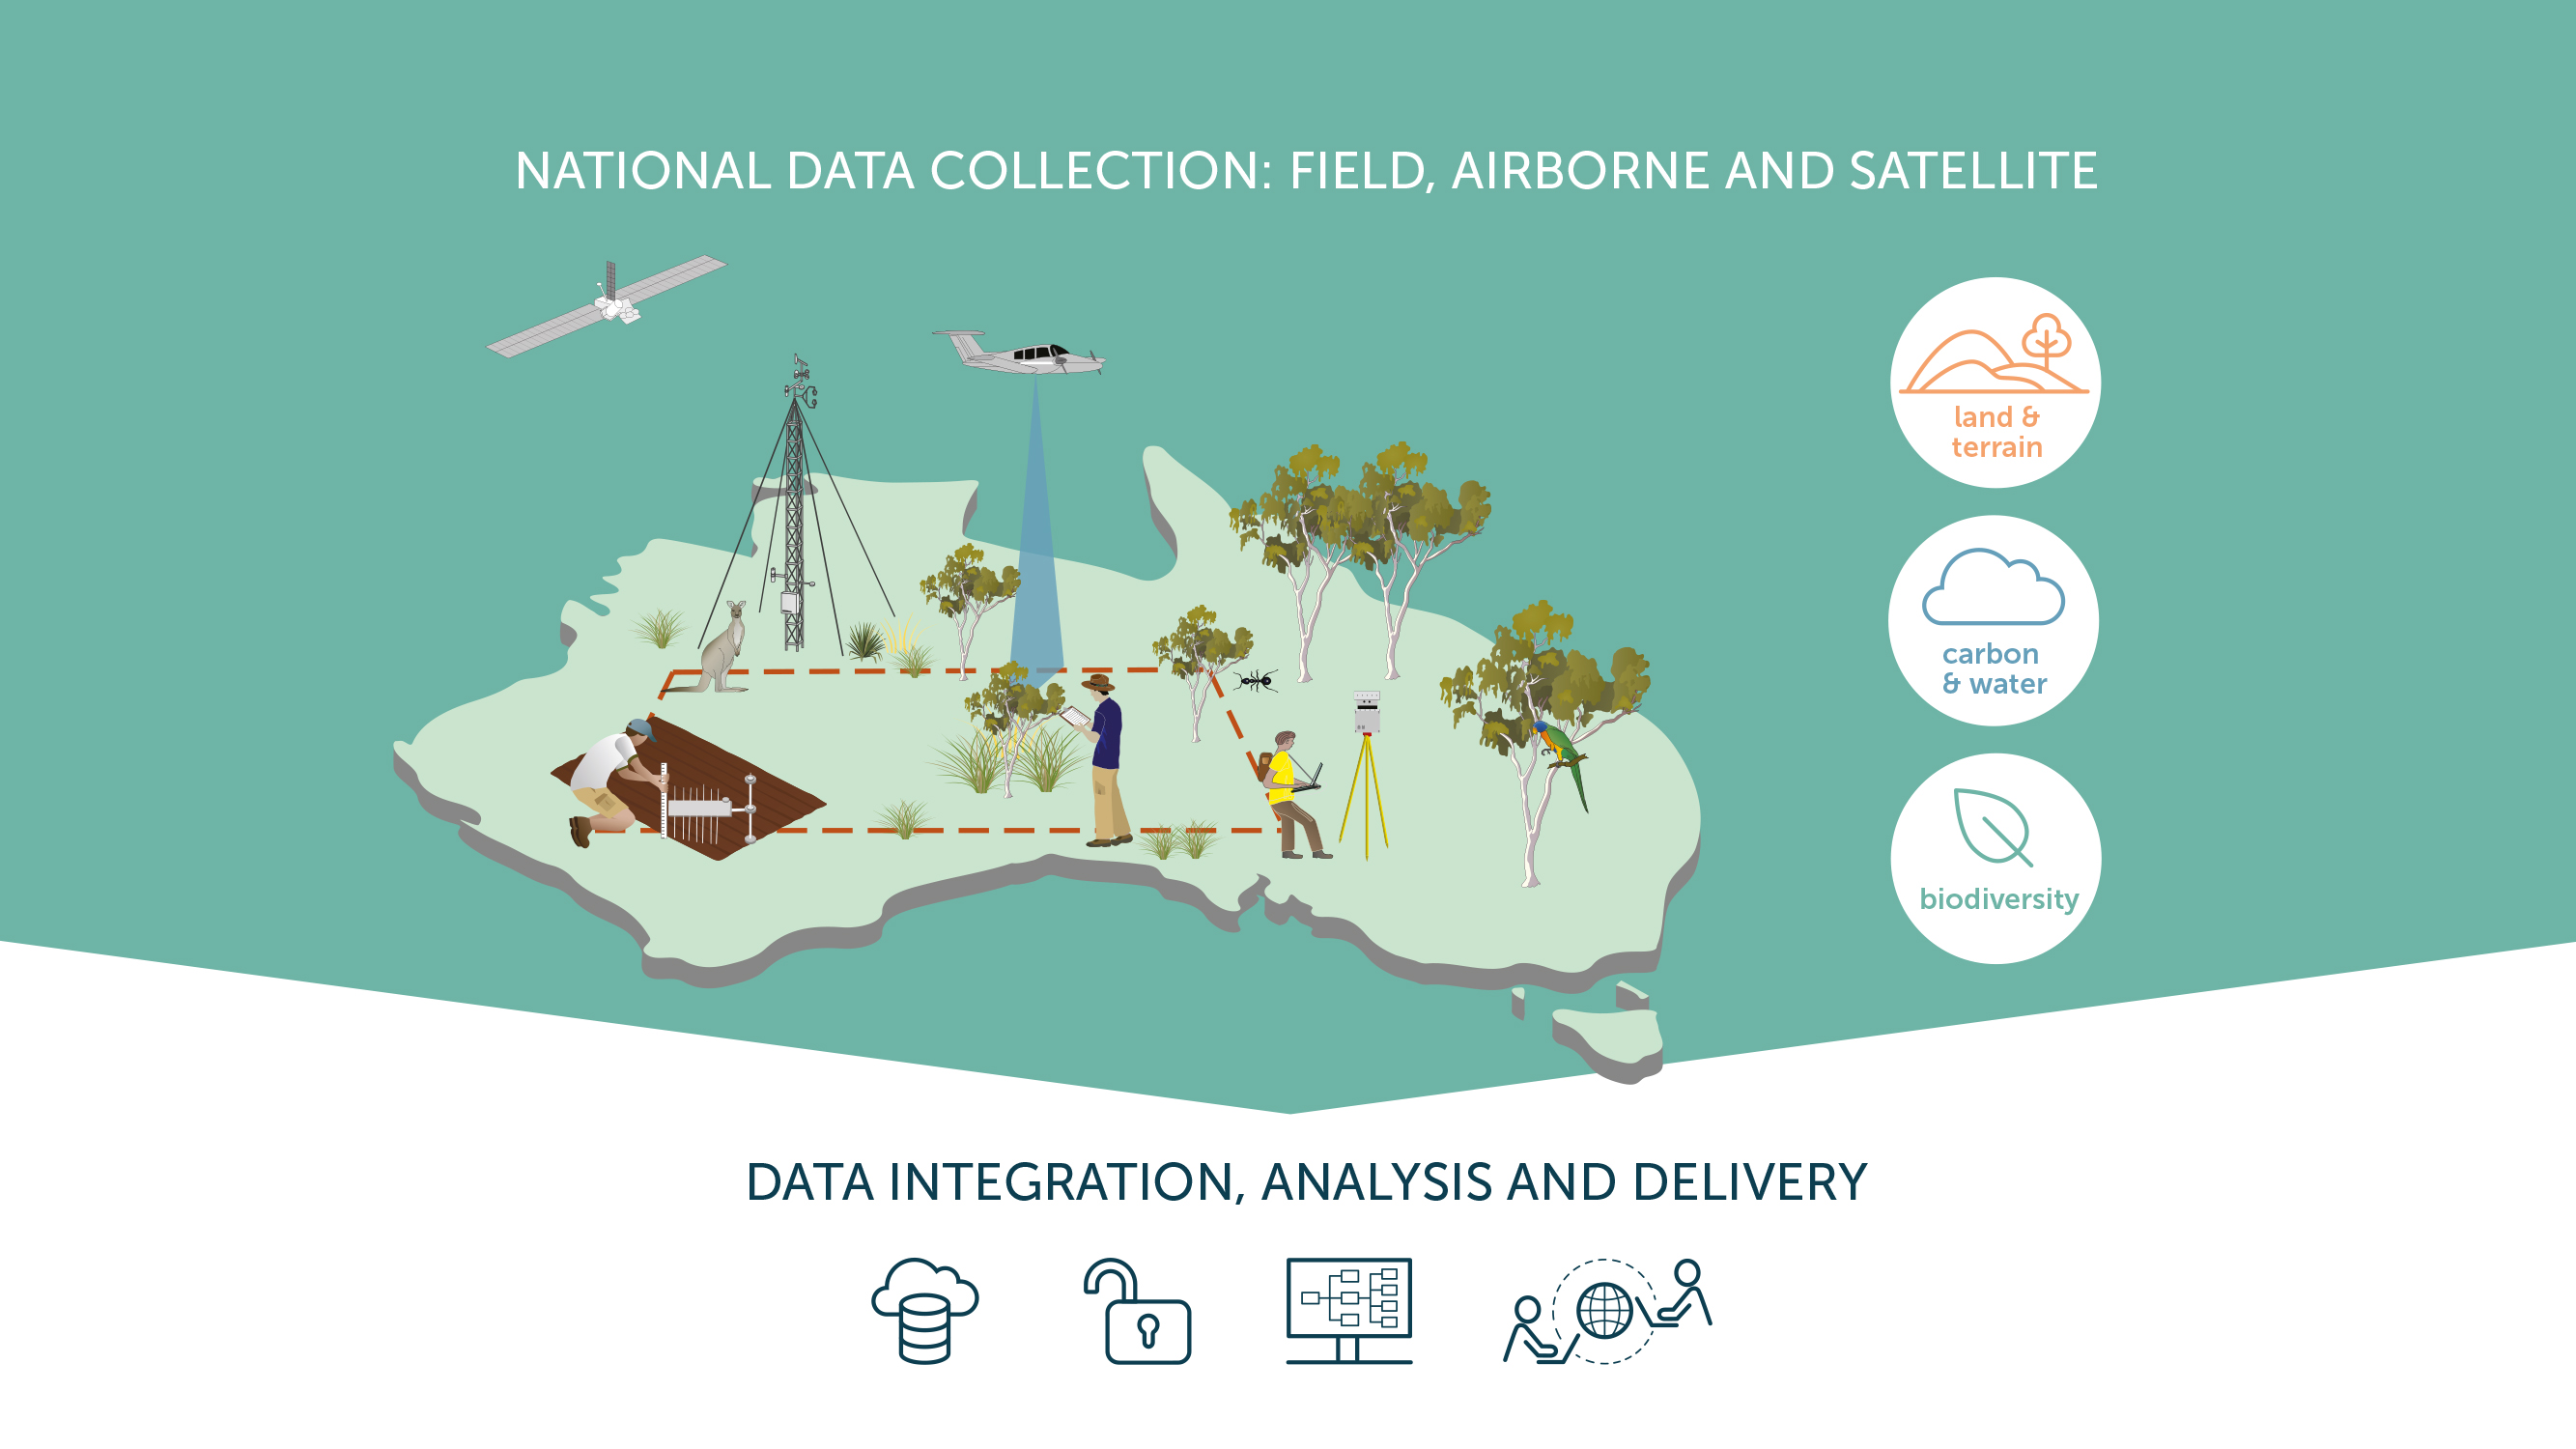 NATIONAL DATA COLLECTION: FIELD, AIRBORNE AND SATELLITE
land &
terrain
carbon
& water
biodiversity
DATA INTEGRATION, ANALYSIS AND DELIVERY